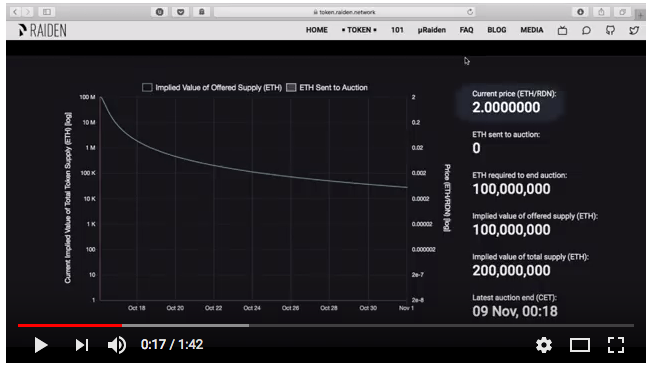 token.raiden.network
RAIDEN
HOME • TOKEN • 101 μRaiden FAQ BLOG MEDIA
Implied Value of Offered Supply (ETH) ETH Sent to Auction
Current Implied Value of Total Token Supply (ETH) [log]
100 M
10 M
1 M
100 K
10 K
1 K
100
10
1
2
0.2
0.02
0.002
0.0002
0.00002
0.000002
2e-7
2e-8
Price (ETH/RDN) [log]
Oct 18 Oct 20 Oct 22 Oct 24 Oct 26 Oct 28 Oct 30 Nov 1
Current price (ETH/RDN):
2.0000000
ETH sent to auction:
0
ETH required to end auction:
100,000,000
Implied value of offered supply (ETH):
100,000,000
Implied value of total supply (ETH):
200,000,000
Latest auction end (CET):
09 Nov, 00:18
0:17 / 1:42